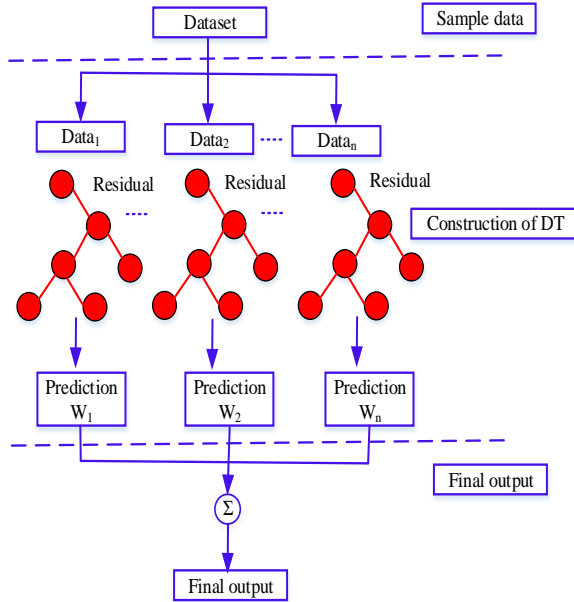 Dataset
Sample data
Data1
Data2
Datan
Residual
Residual
Residual
Construction of DT
Prediction
W1
Prediction
W2
Prediction
Wn
Final output
Σ
Final output